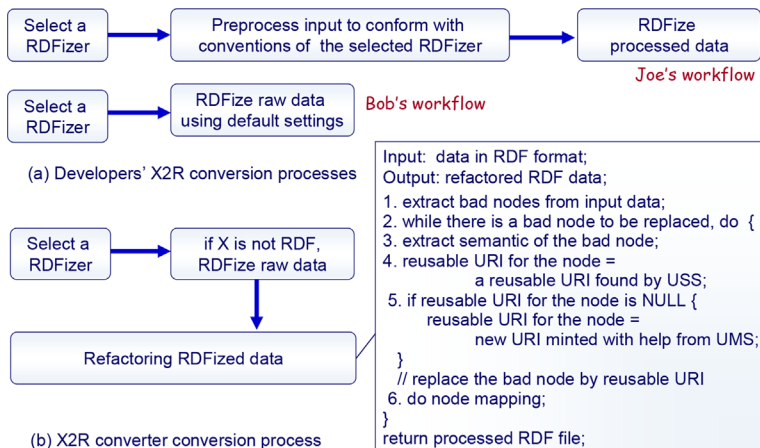 Select a
RDFizer
Preprocess input to conform with
conventions of the selected RDFizer
RDFize
processed data
Joe's workflow
Select a
RDFizer
RDFize raw data
using default settings
Bob's workflow
(a) Developers' X2R conversion processes
Select a
RDFizer
if X is not RDF,
RDFize raw data
Refactoring RDFized data
(b) X2R converter conversion process
Input: data in RDF format;
Output: refactored RDF data;
1. extract bad nodes from input data;
2. while there is a bad node to be replaced, do {
3. extract semantic of the bad node;
4. reusable URI for the node =
a reusable URI found by USS;
5. if reusable URI for the node is NULL {
reusable URI for the node =
new URI minted with help from UMS;
}
// replace the bad node by reusable URI
6. do node mapping;
}
return processed RDF file;